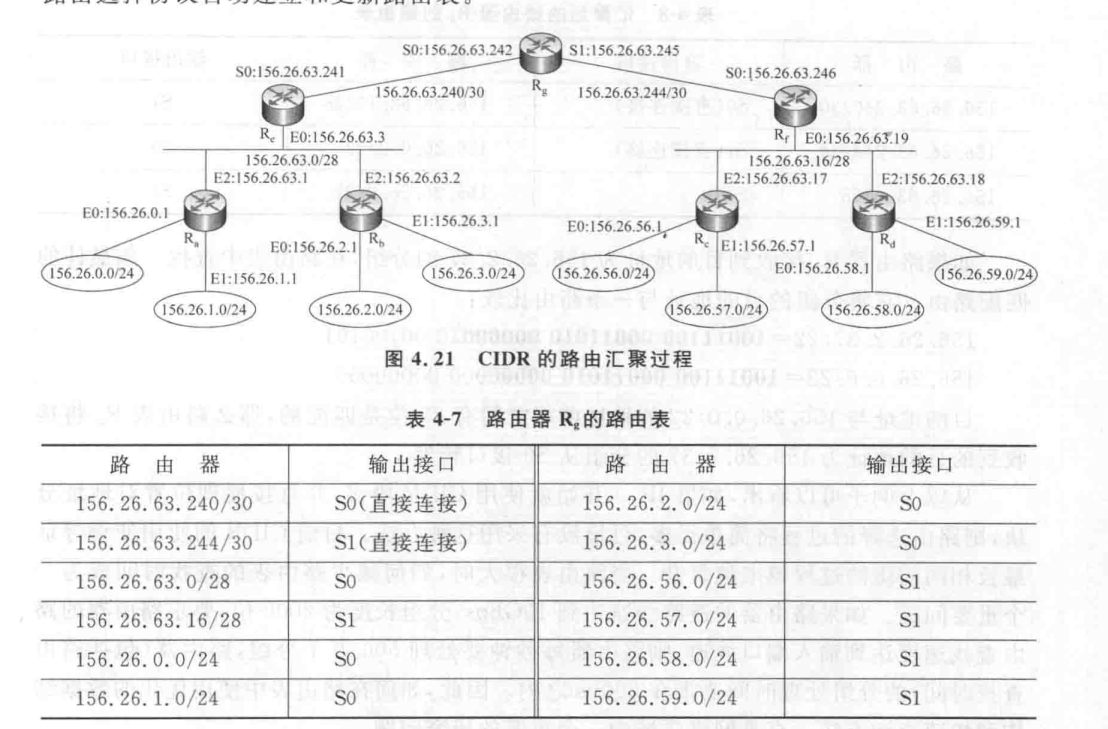 路由选择协议自动建立和更新路由表。
S0:156.26.63.242
S1:156.26.63.245
Rg
S0:156.26.63.241
S0:156.26.63.246
156.26.63.240/30
156.26.63.244/30
Re
E0:156.26.63.3
Rf
E0:156.26.63.19
156.26.63.0/28
156.26.63.16/28
E2:156.26.63.1
E2:156.26.63.2
E2:156.26.63.17
E2:156.26.63.18
E0:156.26.0.1
Ra
E1:156.26.3.1
E0:156.26.2.1
Rb
E0:156.26.56.1
Rc
E1:156.26.57.1
E1:156.26.59.1
Rd
E0:156.26.58.1
156.26.0.0/24
E1:156.26.1.1
156.26.3.0/24
156.26.56.0/24
156.26.59.0/24
156.26.1.0/24
156.26.2.0/24
156.26.57.0/24
156.26.58.0/24
图 4.21 CIDR 的路由汇聚过程
表 4-7 路由器 Rg的路由表
路 由 器 输出接口 路 由 器 输出接口
156.26.63.240/30 S0(直接连接) 156.26.2.0/24 S0
156.26.63.244/30 S1(直接连接) 156.26.3.0/24 S0
156.26.63.0/28 S0 156.26.56.0/24 S1
156.26.63.16/28 S1 156.26.57.0/24 S1
156.26.0.0/24 S0 156.26.58.0/24 S1
156.26.1.0/24 S0 156.26.59.0/24 S1